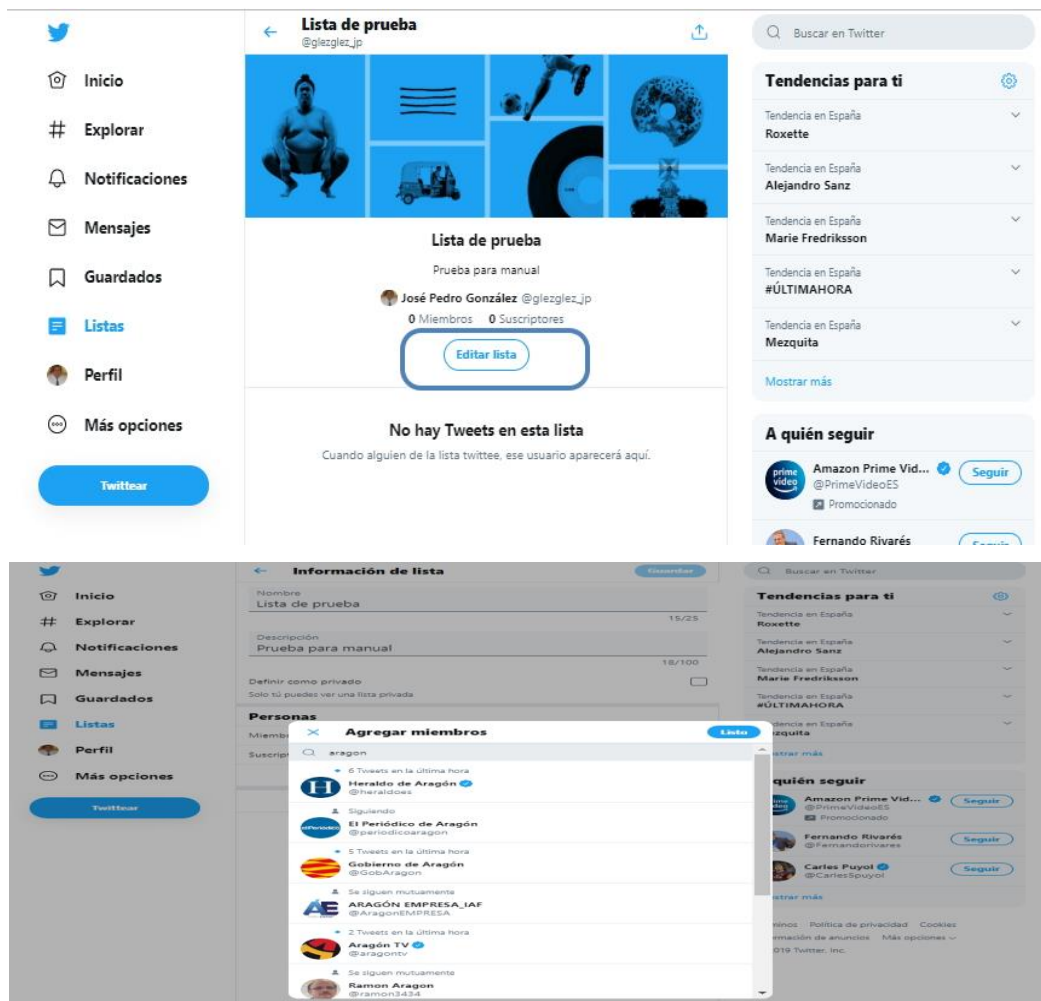 Lista de prueba
@glezglez_jp
Inicio
Explorar
Notificaciones
Mensajes
Guardados
Listas
Perfil
Más opciones
Twittear
Lista de prueba
Prueba para manual
José Pedro González @glezglez_jp
0 Miembros 0 Suscriptores
Editar lista
No hay Tweets en esta lista
Cuando alguien de la lista twittee, ese usuario aparecerá aquí.
Buscar en Twitter
Tendencias para ti
Tendencia en España
Roxette
Tendencia en España
Alejandro Sanz
Tendencia en España
Marie Fredriksson
Tendencia en España
#ÚLTIMAHORA
Tendencia en España
Mezquita
Mostrar más
A quién seguir
prime video
Amazon Prime Vid... Seguir
@PrimeVideoES
Promocionado
Fernando Rivarés
Seguir
Inicio
Explorar
Notificaciones
Mensajes
Guardados
Listas
Perfil
Más opciones
Twittear
Información de lista Guardar
Nombre
Lista de prueba
15/25
Descripción
Prueba para manual
18/100
Definir como privado
Solo tú puedes ver una lista privada
Personas
Agregar miembros Listo
aragon
6 Tweets en la última hora
Heraldo de Aragón
@heraldoes
Siguiendo
El Periódico de Aragón
@periodicoaragon
5 Tweets en la última hora
Gobierno de Aragón
@GobAragon
Se siguen mutuamente
ARAGÓN EMPRESA_IAF
@AragonEMPRESA
2 Tweets en la última hora
Aragón TV
@aragontv
Se siguen mutuamente
Ramon Aragon
@ramon3434
Buscar en Twitter
Tendencias para ti
Tendencia en España
Roxette
Tendencia en España
Alejandro Sanz
Tendencia en España
Marie Fredriksson
Tendencia en España
#ÚLTIMAHORA
en España
Amazon Prime Vid... Seguir
@PrimeVideoES
Promocionado
Fernando Rivarés Seguir
@Fernandorivares
Carles Puyol Seguir
@Carles5puyol
más
Política de privacidad Cookies
de anuncios Más opciones
2019 Twitter, Inc.